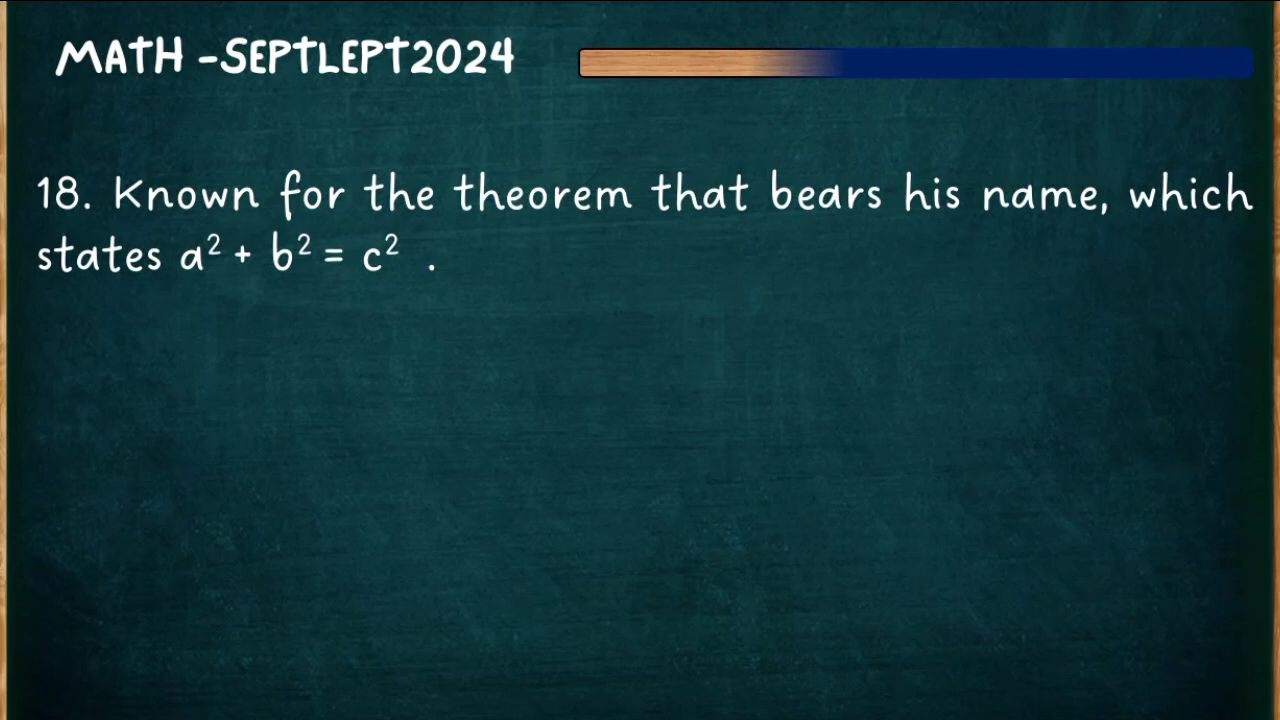 MATH -SEPTLEPT2024
18. Known for the theorem that bears his name, which
states a² + b² = c² .